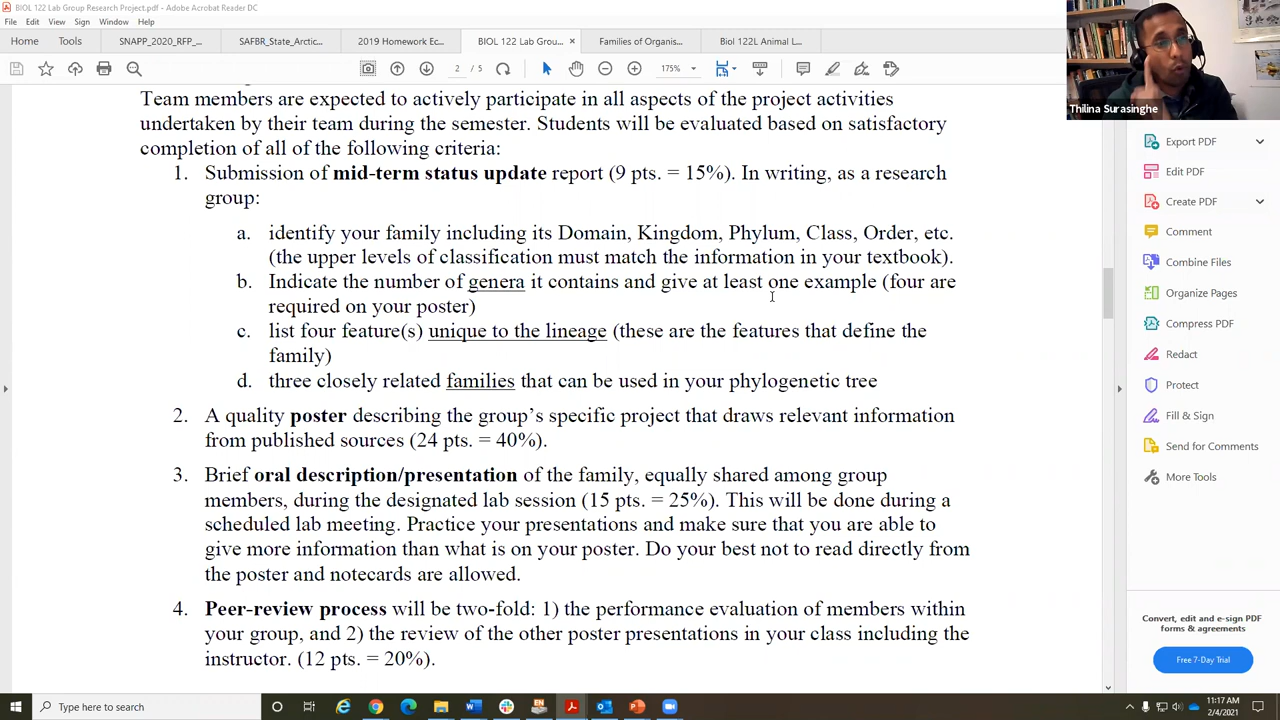 BIOL 122 Lab Group Research Project.pdf - Adobe Acrobat Reader DC
File Edit View Sign Window Help
Home Tools SNAPP_2020_RFP_... SAFBR_State_Arctic... 2019 Homework Ec... BIOL 122 Lab Grou... × Families of Organis... Biol 122L Animal L...
2 / 5 175%
Team members are expected to actively participate in all aspects of the project activities
undertaken by their team during the semester. Students will be evaluated based on satisfactory
completion of all of the following criteria:
1. Submission of mid-term status update report (9 pts. = 15%). In writing, as a research
group:
a. identify your family including its Domain, Kingdom, Phylum, Class, Order, etc.
(the upper levels of classification must match the information in your textbook).
b. Indicate the number of genera it contains and give at least one example (four are
required on your poster)
c. list four feature(s) unique to the lineage (these are the features that define the
family)
d. three closely related families that can be used in your phylogenetic tree
2. A quality poster describing the group's specific project that draws relevant information
from published sources (24 pts. = 40%).
3. Brief oral description/presentation of the family, equally shared among group
members, during the designated lab session (15 pts. = 25%). This will be done during a
scheduled lab meeting. Practice your presentations and make sure that you are able to
give more information than what is on your poster. Do your best not to read directly from
the poster and notecards are allowed.
4. Peer-review process will be two-fold: 1) the performance evaluation of members within
your group, and 2) the review of the other poster presentations in your class including the
instructor. (12 pts. = 20%).
Thilina Surasinghe
Export PDF
Edit PDF
Create PDF
Comment
Combine Files
Organize Pages
Compress PDF
Redact
Protect
Fill & Sign
Send for Comments
More Tools
Convert, edit and e-sign PDF
forms & agreements
Free 7-Day Trial
Type here to search
11:17 AM
2/4/2021